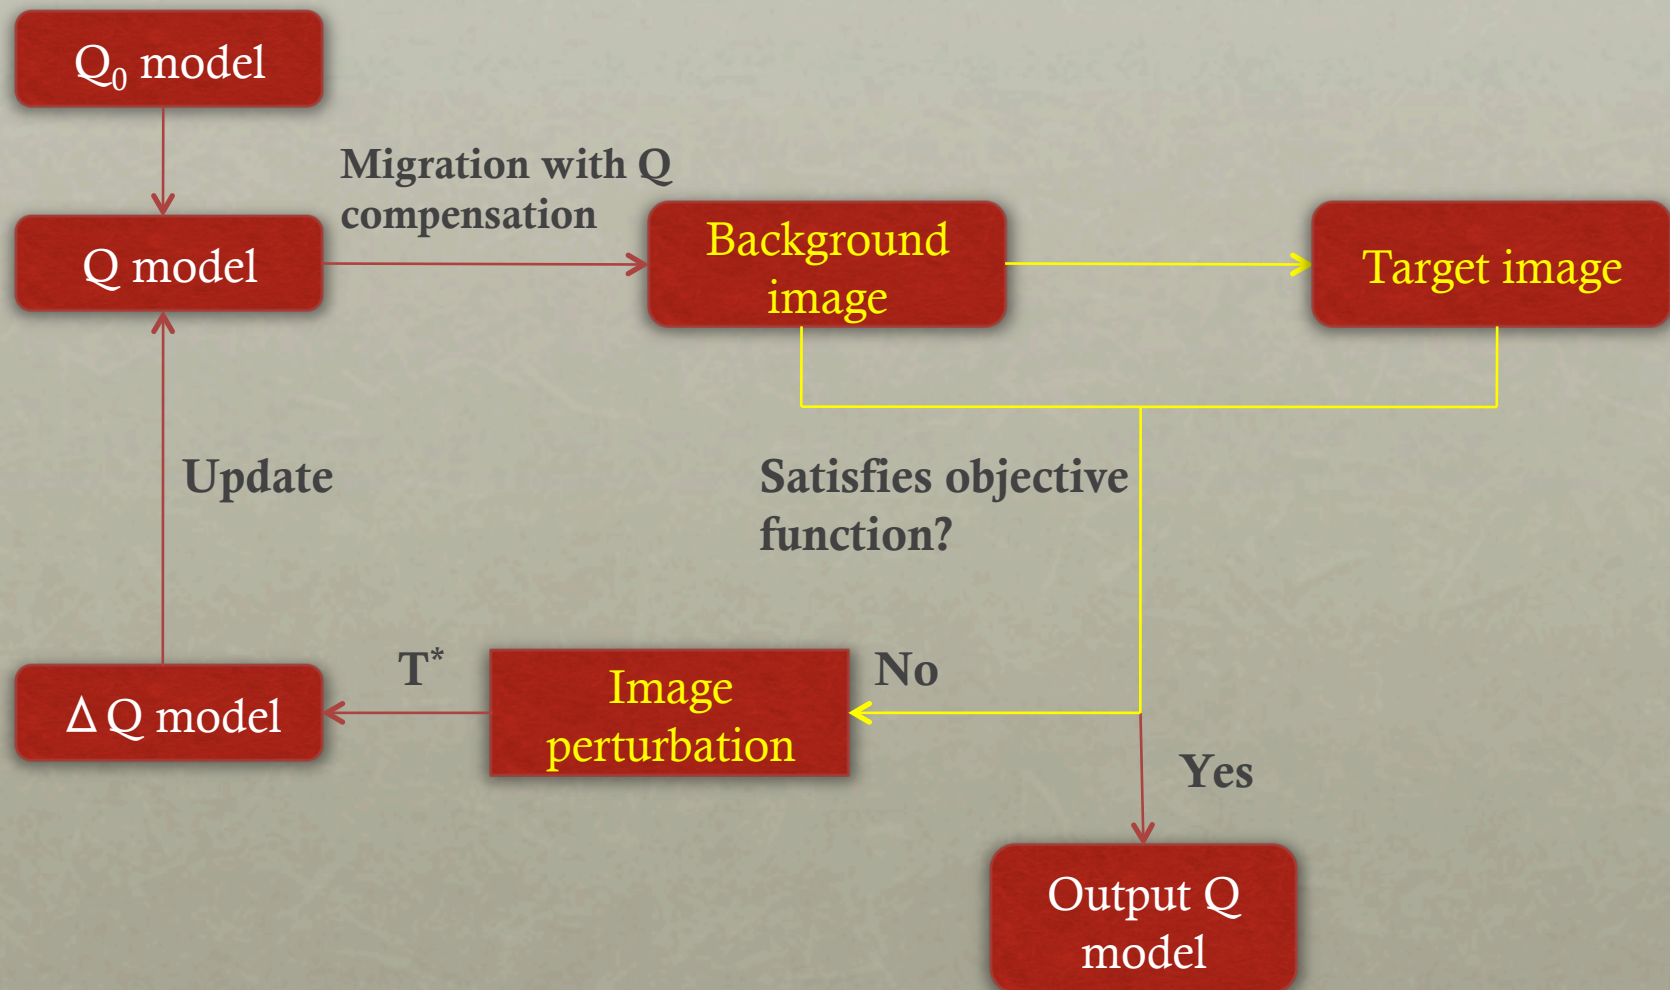 Q₀ model
Migration with Q
compensation
Q model
Background
image
Target image
Update
Satisfies objective
function?
Δ Q model
T*
Image
perturbation
No
Yes
Output Q
model